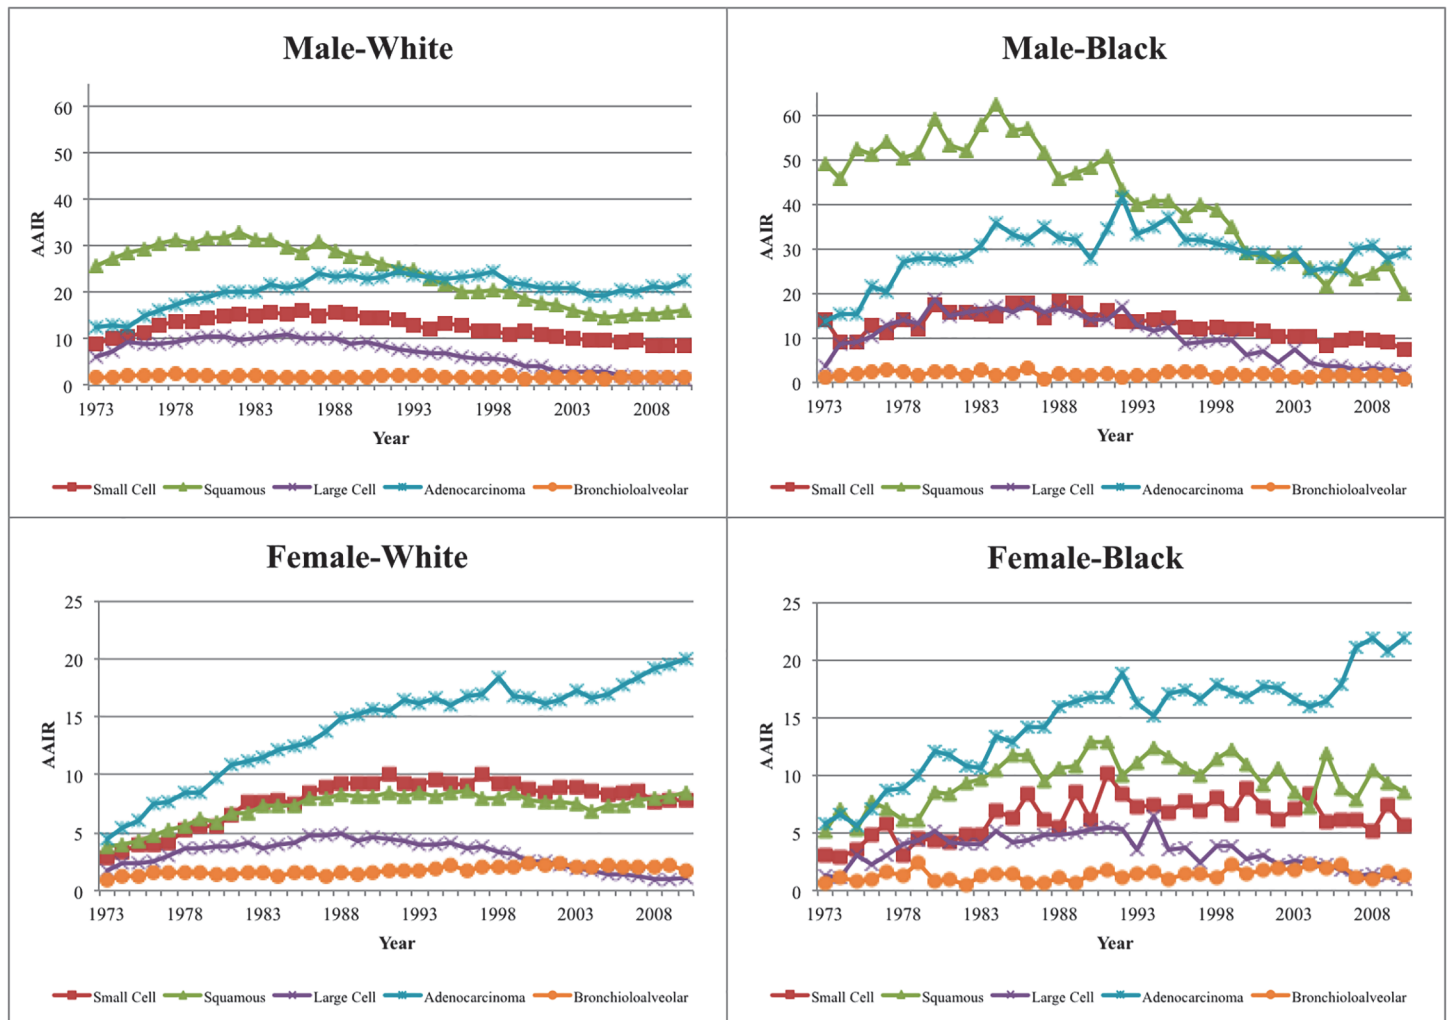 Male-White
60
50
40
30
20
10
0
AAIR
1973 1978 1983 1988 1993 1998 2003 2008
Year
Small Cell Squamous Large Cell Adenocarcinoma Bronchioloalveolar
Male-Black
60
50
40
30
20
10
0
AAIR
1973 1978 1983 1988 1993 1998 2003 2008
Year
Small Cell Squamous Large Cell Adenocarcinoma Bronchioloalveolar
Female-White
25
20
15
10
5
0
AAIR
1973 1978 1983 1988 1993 1998 2003 2008
Year
Small Cell Squamous Large Cell Adenocarcinoma Bronchioloalveolar
Female-Black
25
20
15
10
5
0
AAIR
1973 1978 1983 1988 1993 1998 2003 2008
Year
Small Cell Squamous Large Cell Adenocarcinoma Bronchioloalveolar